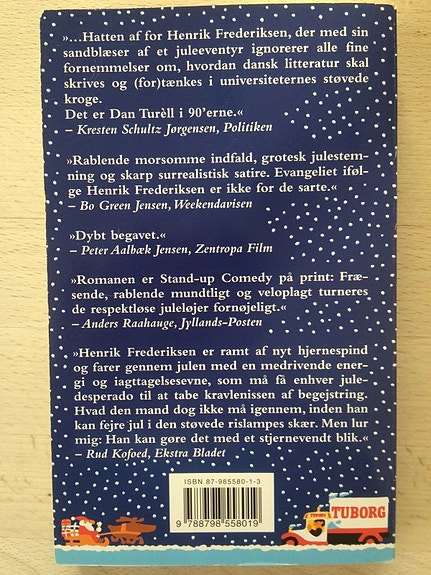 »…Hatten af for Henrik Frederiksen, der med sin
sandblæser af et juleeventyr ignorerer alle fine
fornemmelser om, hvordan dansk litteratur skal
skrives og (for)tænkes i universiteternes støvede
kroge.
Det er Dan Turèll i 90'erne.«
– Kresten Schultz Jørgensen, Politiken
»Rablende morsomme indfald, grotesk julestem-
ning og skarp surrealistisk satire. Evangeliet iføl-
ge Henrik Frederiksen er ikke for de sarte.«
– Bo Green Jensen, Weekendavisen
»Dybt begavet.«
– Peter Aalbæk Jensen, Zentropa Film
»Romanen er Stand-up Comedy på print: Fræ-
sende, rablende mundtligt og veloplagt turneres
de respektløse juleløjer fornøjeligt.«
– Anders Raahauge, Jyllands-Posten
»Henrik Frederiksen er ramt af nyt hjernespind
og farer gennem julen med en medrivende ener-
gi og iagttagelsesevne, som må få enhver jule-
desperado til at tabe kravlenissen af begejstring.
Hvad den mand dog ikke må igennem, inden han
kan fejre jul i den støvede rislampes skær. Men lur
mig: Han kan gøre det med et stjernevendt blik.«
– Rud Kofoed, Ekstra Bladet
ISBN 87-985580-1-3
9 788798 558019
TUBORG
TUBORG